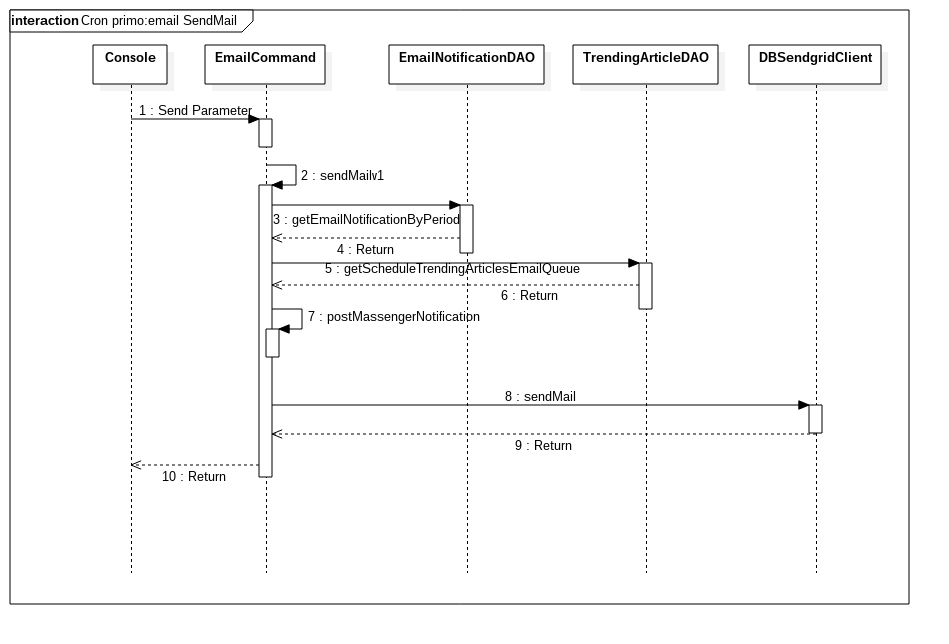 interaction Cron primo:email SendMail
Console
EmailCommand
EmailNotificationDAO
TrendingArticleDAO
DBSendgridClient
1 : Send Parameter
2 : sendMailv1
3 : getEmailNotificationByPeriod
4 : Return
5 : getScheduleTrendingArticlesEmailQueue
6 : Return
7 : postMassengerNotification
8 : sendMail
9 : Return
10 : Return